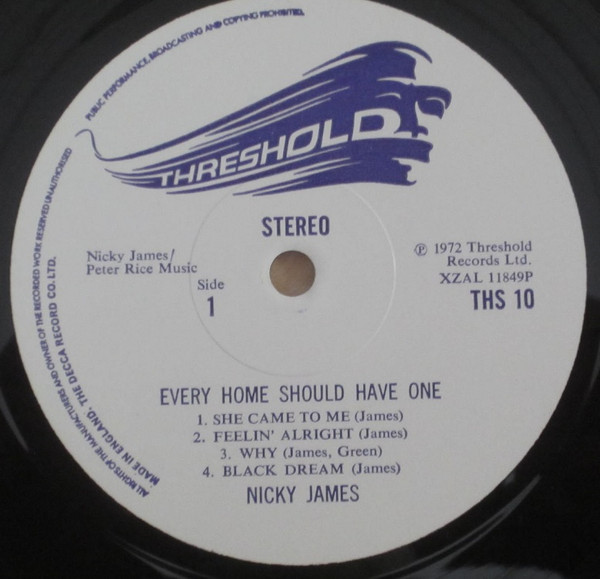 PUBLIC PERFORMANCE, BROADCASTING AND COPYING PROHIBITED.
THRESHOLD
STEREO
Nicky James/
Peter Rice Music
℗ 1972 Threshold
Records Ltd.
XZAL 11849P
THS 10
Side
1
EVERY HOME SHOULD HAVE ONE
1. SHE CAME TO ME (James)
2. FEELIN' ALRIGHT (James)
3. WHY (James, Green)
4. BLACK DREAM (James)
NICKY JAMES
ALL RIGHTS OF THE MANUFACTURERS AND OWNER OF THE RECORDED WORK RESERVED UNAUTHORISED
MADE IN ENGLAND. THE DECCA RECORD CO. LTD.